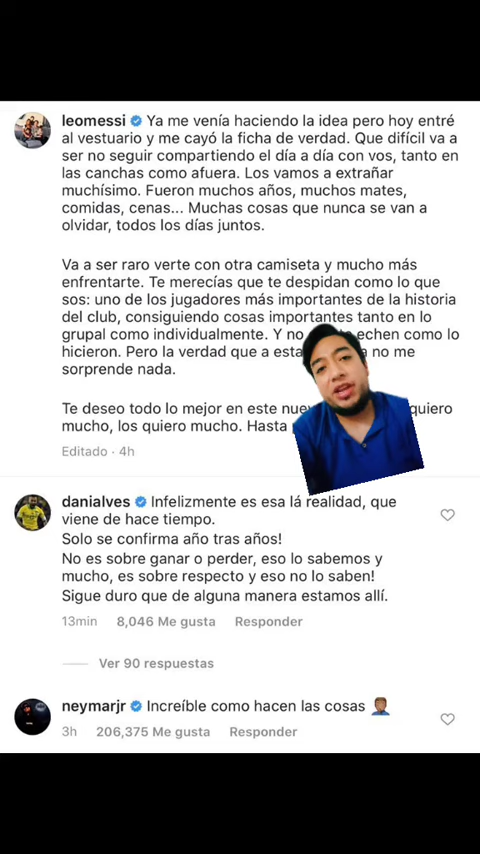 leomessi Ya me venía haciendo la idea pero hoy entré
al vestuario y me cayó la ficha de verdad. Que difícil va a
ser no seguir compartiendo el día a día con vos, tanto en
las canchas como afuera. Los vamos a extrañar
muchísimo. Fueron muchos años, muchos mates,
comidas, cenas... Muchas cosas que nunca se van a
olvidar, todos los días juntos.
Va a ser raro verte con otra camiseta y mucho más
enfrentarte. Te merecías que te despidan como lo que
sos: uno de los jugadores más importantes de la historia
del club, consiguiendo cosas importantes tanto en lo
grupal como individualmente. Y no echen como lo
hicieron. Pero la verdad que a no me
sorprende nada.
Te deseo todo lo mejor en este quiero
mucho, los quiero mucho. Hasta
Editado · 4h
danialves Infelizmente es esa lá realidad, que
viene de hace tiempo.
Solo se confirma año tras años!
No es sobre ganar o perder, eso lo sabemos y
mucho, es sobre respecto y eso no lo saben!
Sigue duro que de alguna manera estamos allí.
13min 8,046 Me gusta Responder
Ver 90 respuestas
neymarjr Increíble como hacen las cosas 🤦🏾‍♂️
3h 206,375 Me gusta Responder